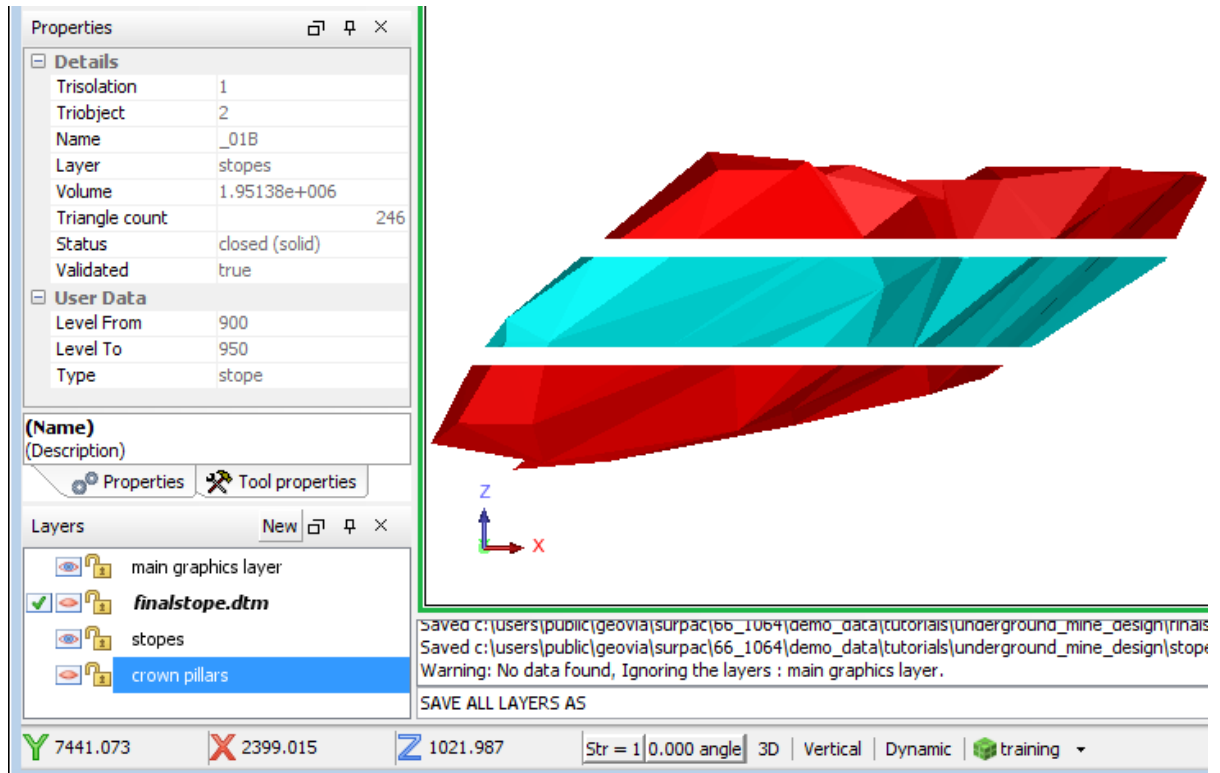 Properties
Details
Trisolation 1
Triobject 2
Name _01B
Layer stopes
Volume 1.95138e+006
Triangle count 246
Status closed (solid)
Validated true
User Data
Level From 900
Level To 950
Type stope
(Name)
(Description)
Properties Tool properties
Z
X
Layers New
main graphics layer
finalstope.dtm
stopes
crown pillars
Saved c:\users\public\geovia\surpac\66_1064\demo_data\tutorials\underground_mine_design\finals
Saved c:\users\public\geovia\surpac\66_1064\demo_data\tutorials\underground_mine_design\stope
Warning: No data found, Ignoring the layers : main graphics layer.
SAVE ALL LAYERS AS
Y 7441.073 X 2399.015 Z 1021.987 Str = 1 0.000 angle 3D Vertical Dynamic training